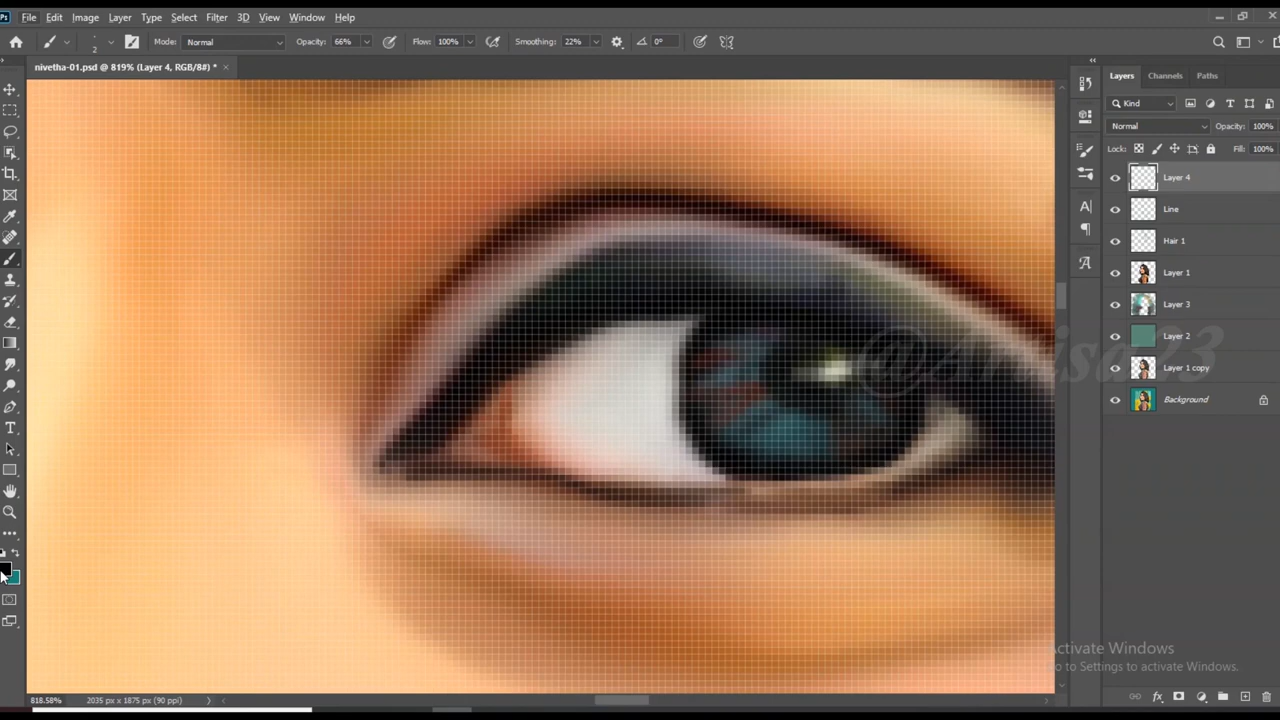 Ps File Edit Image Layer Type Select Filter 3D View Window Help
2 Mode: Normal Opacity: 66% Flow: 100% Smoothing: 22% 0°
nivetha-01.psd @ 819% (Layer 4, RGB/8#) * ×
Layers Channels Paths
Kind
Normal Opacity: 100%
Lock: Fill: 100%
Layer 4
Line
Hair 1
Layer 1
Layer 3
Layer 2
Layer 1 copy
Background
@Artisa23
Activate Windows
o to Settings to activate Windows.
818.58% 2035 px x 1875 px (90 ppi)